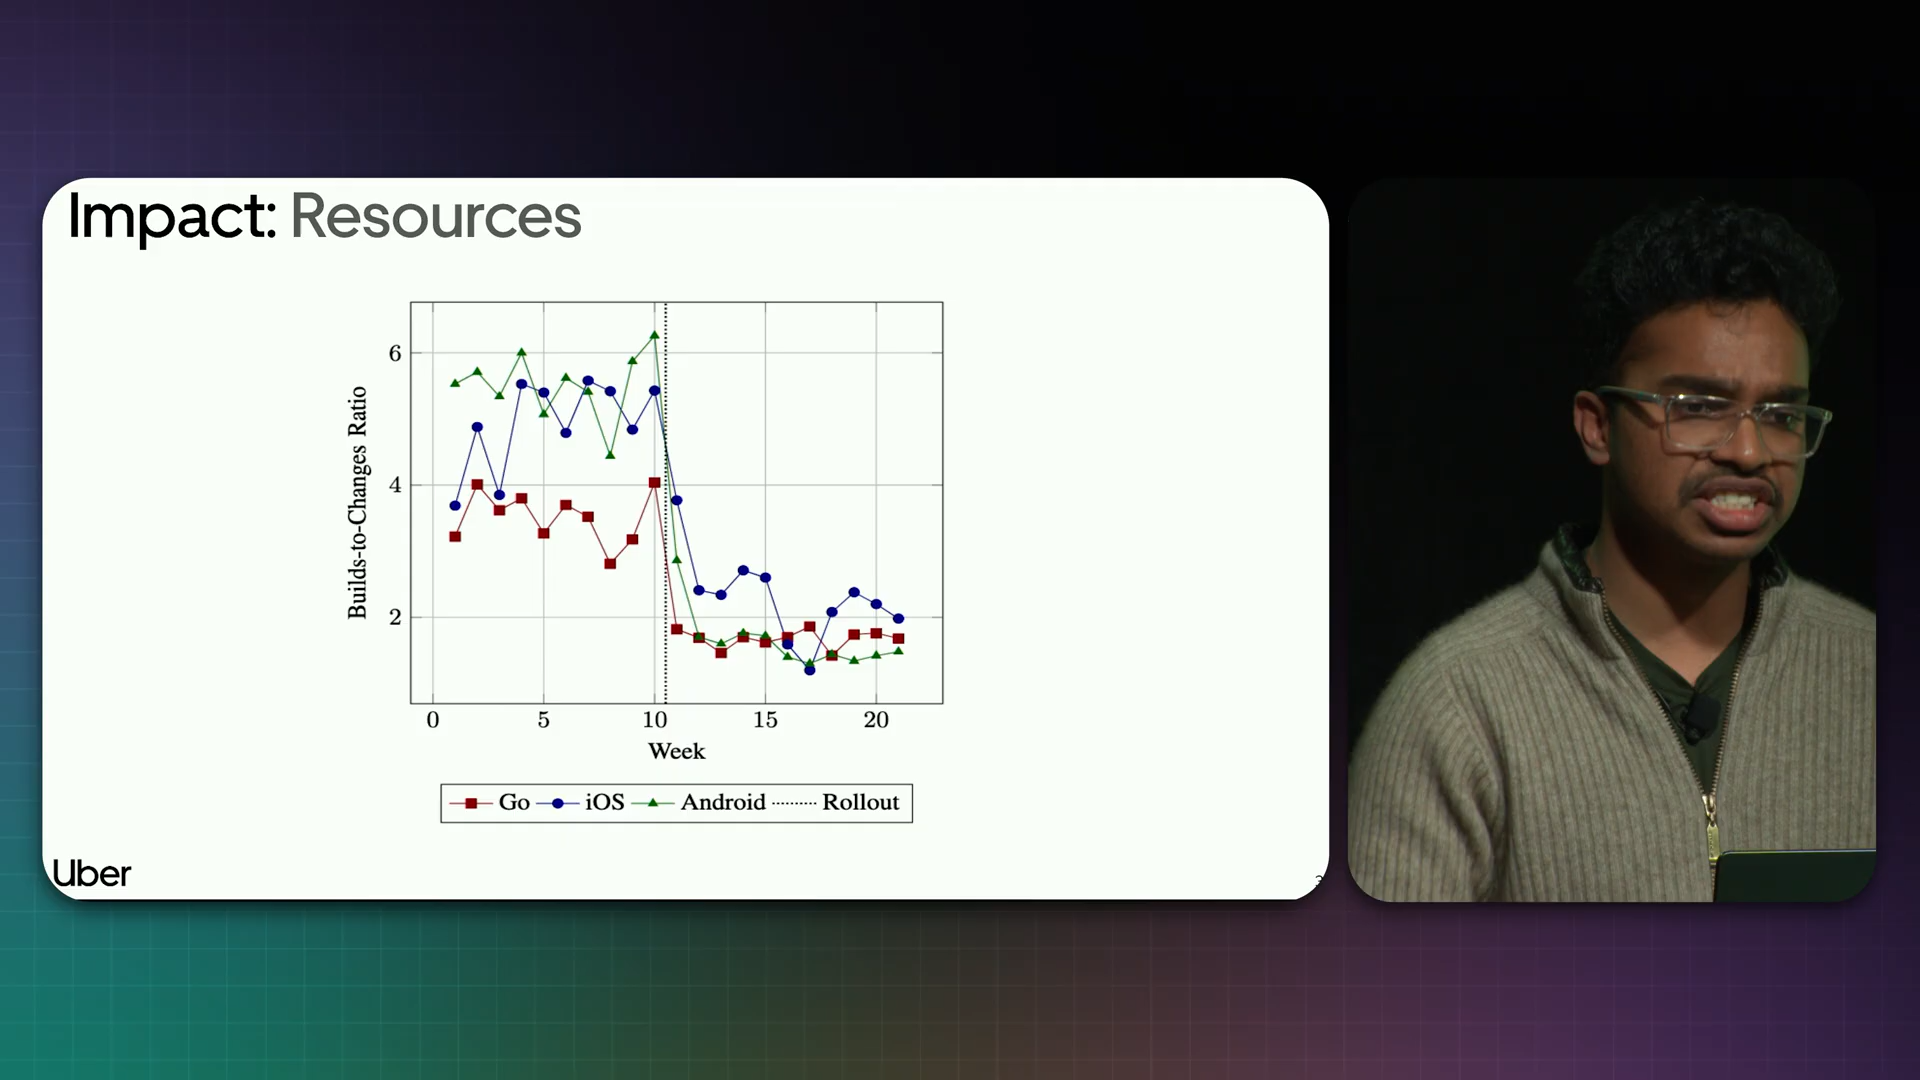 Impact: Resources
Builds-to-Changes Ratio
6
4
2
0 5 10 15 20
Week
Go iOS Android Rollout
Uber